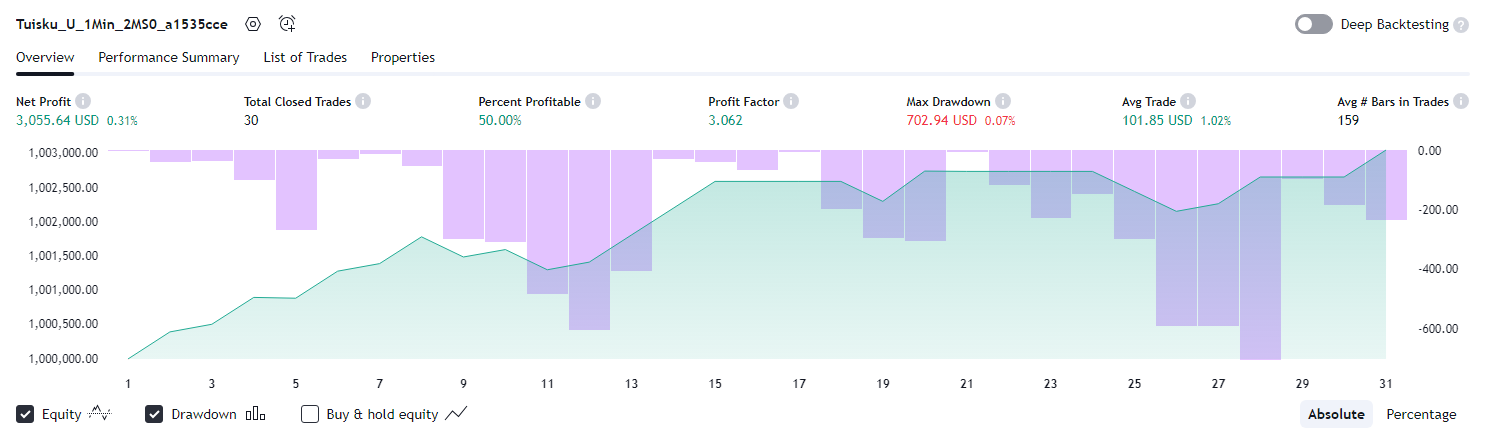 Tuisku_U_1Min_2MS0_a1535cce
Deep Backtesting
Overview Performance Summary List of Trades Properties
Net Profit Total Closed Trades Percent Profitable Profit Factor Max Drawdown Avg Trade Avg # Bars in Trades
3,055.64 USD 0.31% 30 50.00% 3.062 702.94 USD 0.07% 101.85 USD 1.02% 159
1,003,000.00 0.00
1,002,500.00
1,002,000.00 -200.00
1,001,500.00
1,001,000.00 -400.00
1,000,500.00 -600.00
1,000,000.00
1 3 5 7 9 11 13 15 17 19 21 23 25 27 29 31
Equity Drawdown Buy & hold equity Absolute Percentage